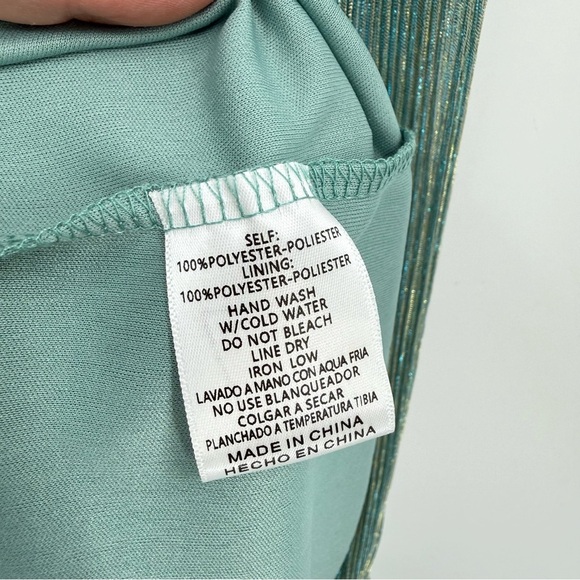 SELF:
100%POLYESTER-POLIESTER
LINING:
100%POLYESTER-POLIESTER
HAND WASH
W/COLD WATER
DO NOT BLEACH
LINE DRY
IRON LOW
LAVADO A MANO CON AQUA FRIA
NO USE BLANQUEADOR
COLGAR A SECAR
PLANCHADO A TEMPERATURA TIBIA
MADE IN CHINA
HECHO EN CHINA